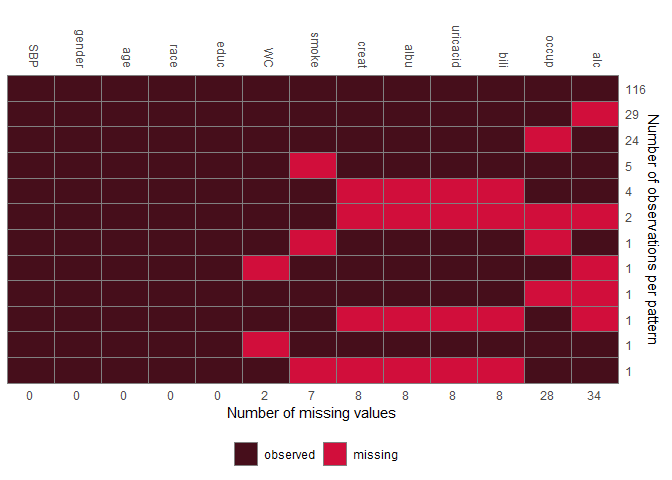 SBP gender age race educ WC smoke creat albu uricacid bili occup alc
116
29
24
5
4
2
1
1
1
1
1
1
Number of observations per pattern
0 0 0 0 0 2 7 8 8 8 8 28 34
Number of missing values
observed missing